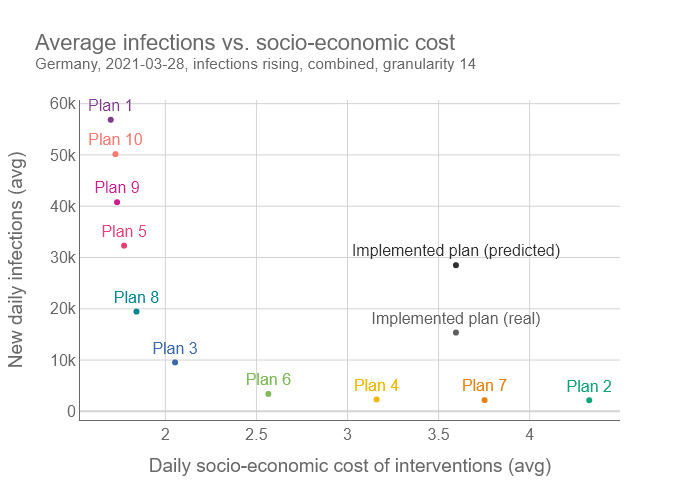 Average infections vs. socio-economic cost
Germany, 2021-03-28, infections rising, combined, granularity 14
New daily infections (avg)
60k
50k
40k
30k
20k
10k
0
Plan 1
Plan 10
Plan 9
Plan 5
Implemented plan (predicted)
Plan 8
Implemented plan (real)
Plan 3
Plan 6
Plan 4
Plan 7
Plan 2
2
2.5
3
3.5
4
Daily socio-economic cost of interventions (avg)